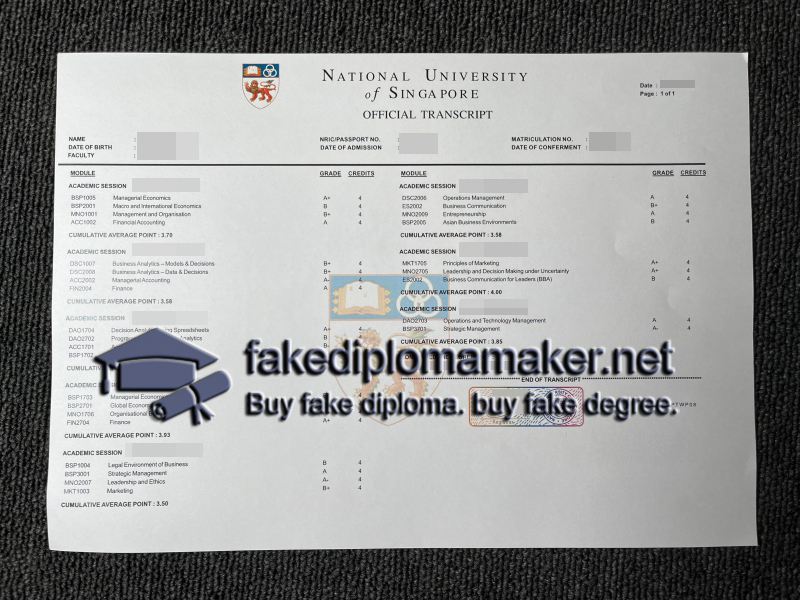 NATIONAL UNIVERSITY
of SINGAPORE
OFFICIAL TRANSCRIPT
Date :
Page : 1 of 1
NAME :
DATE OF BIRTH :
FACULTY :
NRIC/PASSPORT NO. :
DATE OF ADMISSION :
MATRICULATION NO. :
DATE OF CONFERMENT :
MODULE GRADE CREDITS
ACADEMIC SESSION
BSP1005 Managerial Economics A+ 4
BSP2001 Macro and International Economics B 4
MNO1001 Management and Organisation B+ 4
ACC1002 Financial Accounting A 4
CUMULATIVE AVERAGE POINT : 3.70
ACADEMIC SESSION
DSC1007 Business Analytics – Models & Decisions B+ 4
DSC2008 Business Analytics – Data & Decisions B+ 4
ACC2002 Managerial Accounting A- 4
FIN2004 Finance A 4
CUMULATIVE AVERAGE POINT : 3.58
ACADEMIC SESSION
DAO1704 Decision Spreadsheets A+ 4
DAO2702
ACC1701
BSP1702
ACADEMIC
BSP1703 Managerial
BSP2701 Global
MNO1706 Organisational
FIN2704 Finance A+ 4
CUMULATIVE AVERAGE POINT : 3.93
ACADEMIC SESSION
BSP1004 Legal Environment of Business B 4
BSP3001 Strategic Management A 4
MNO2007 Leadership and Ethics A- 4
MKT1003 Marketing B+ 4
CUMULATIVE AVERAGE POINT : 3.50
MODULE GRADE CREDITS
ACADEMIC SESSION
DSC2006 Operations Management A 4
ES2002 Business Communication B+ 4
MNO2009 Entrepreneurship A 4
BSP2005 Asian Business Environments B 4
CUMULATIVE AVERAGE POINT : 3.58
ACADEMIC SESSION
MKT1705 Principles of Marketing A+ 4
MNO2705 Leadership and Decision Making under Uncertainty A+ 4
ES2002 Business Communication for Leaders (BBA) B 4
CUMULATIVE AVERAGE POINT : 4.00
ACADEMIC SESSION
DAO2703 Operations and Technology Management A 4
BSP3701 Strategic Management A- 4
CUMULATIVE AVERAGE POINT : 3.85
END OF TRANSCRIPT
fakediplomamaker.net
Buy fake diploma. buy fake degree.